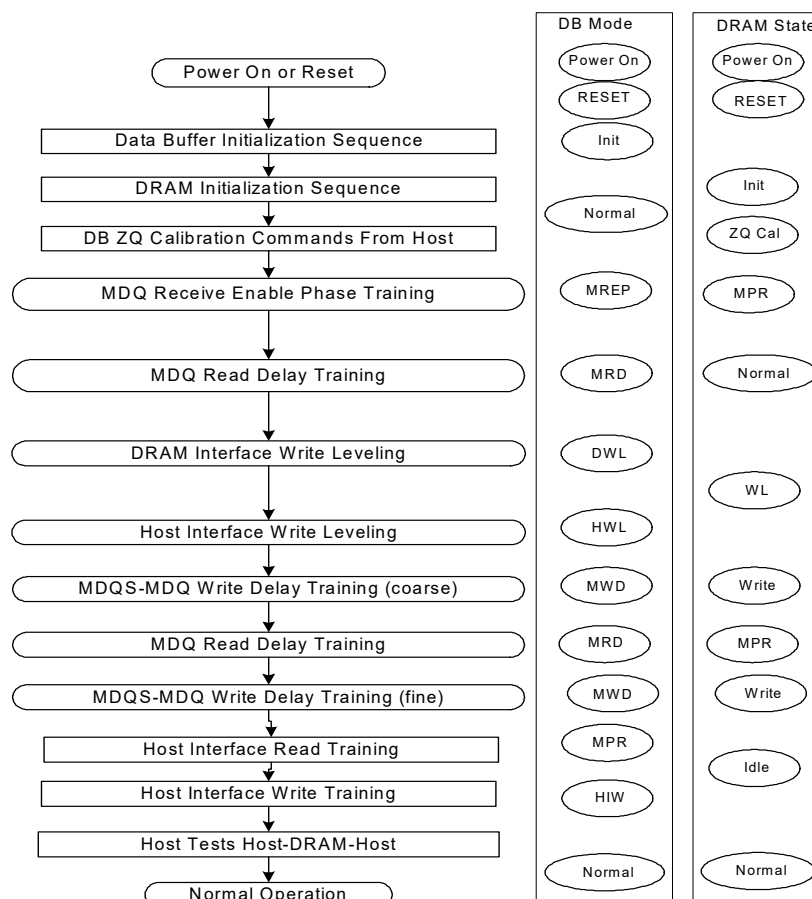 DB Mode
DRAM State
Power On or Reset
Power On
Power On
RESET
RESET
Data Buffer Initialization Sequence
Init
DRAM Initialization Sequence
Init
Normal
DB ZQ Calibration Commands From Host
ZQ Cal
MDQ Receive Enable Phase Training
MREP
MPR
MDQ Read Delay Training
MRD
Normal
DRAM Interface Write Leveling
DWL
WL
Host Interface Write Leveling
HWL
MDQS-MDQ Write Delay Training (coarse)
MWD
Write
MDQ Read Delay Training
MRD
MPR
MDQS-MDQ Write Delay Training (fine)
MWD
Write
Host Interface Read Training
MPR
Idle
Host Interface Write Training
HIW
Host Tests Host-DRAM-Host
Normal
Normal
Normal Operation